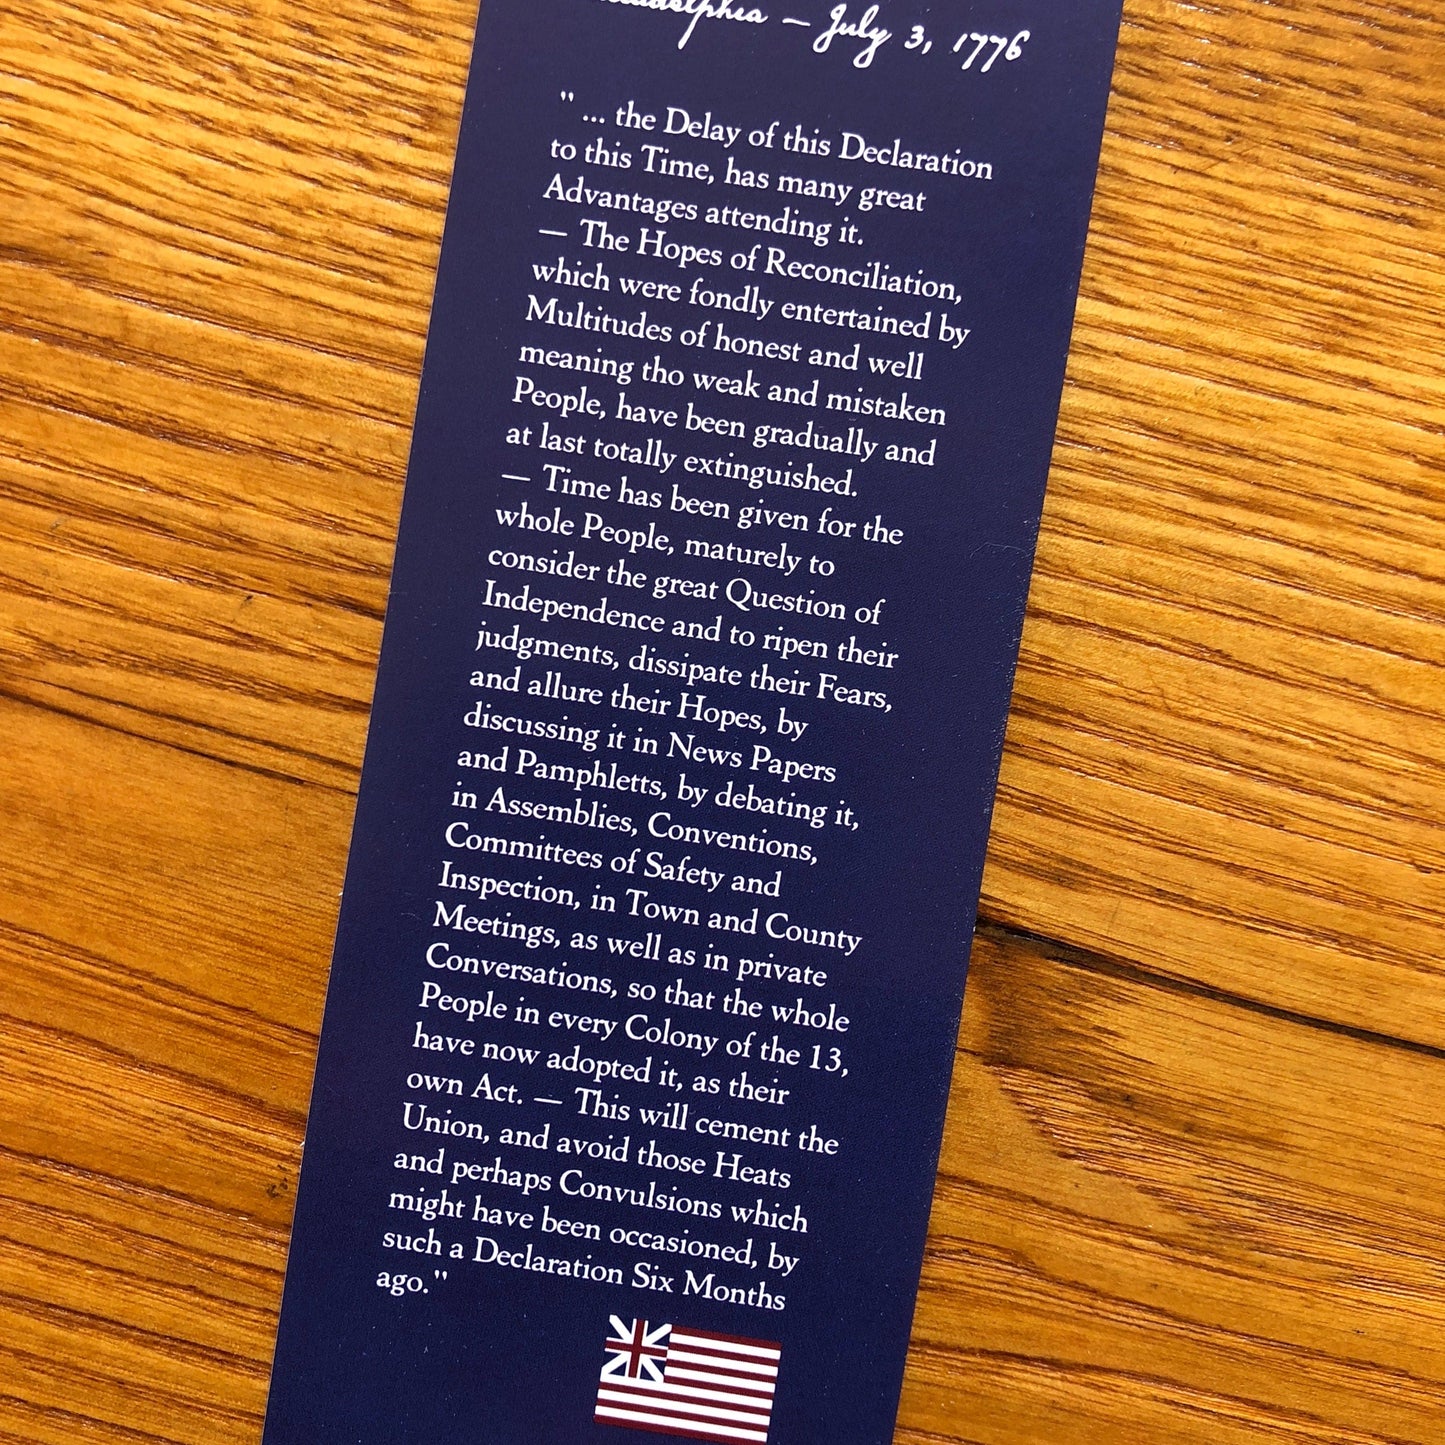 Philadelphia — July 3, 1776
" ... the Delay of this Declaration
to this Time, has many great
Advantages attending it.
— The Hopes of Reconciliation,
which were fondly entertained by
Multitudes of honest and well
meaning tho weak and mistaken
People, have been gradually and
at last totally extinguished.
— Time has been given for the
whole People, maturely to
consider the great Question of
Independence and to ripen their
judgments, dissipate their Fears,
and allure their Hopes, by
discussing it in News Papers
and Pamphletts, by debating it,
in Assemblies, Conventions,
Committees of Safety and
Inspection, in Town and County
Meetings, as well as in private
Conversations, so that the whole
People in every Colony of the 13,
have now adopted it, as their
own Act. — This will cement the
Union, and avoid those Heats
and perhaps Convulsions which
might have been occasioned, by
such a Declaration Six Months
ago."